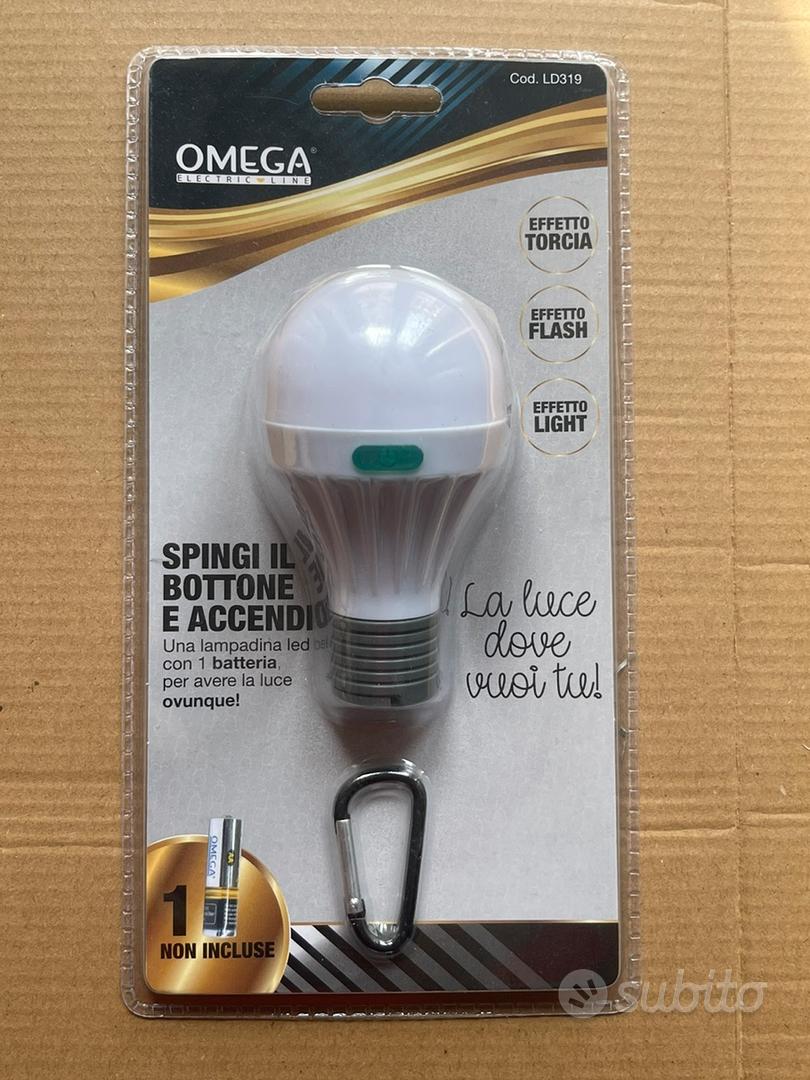 Cod. LD319
OMEGA®
ELECTRIC LINE
EFFETTO
TORCIA
EFFETTO
FLASH
EFFETTO
LIGHT
SPINGI IL
BOTTONE
E ACCENDI
Una lampadina led
con 1 batteria,
per avere la luce
ovunque!
La luce
dove
vuoi tu!
AA
OMEGA
1
NON INCLUSE
subito